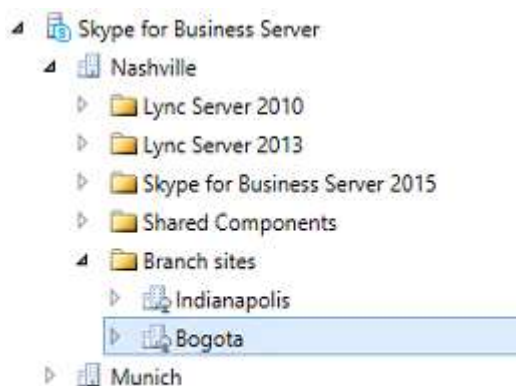 Skype for Business Server
Nashville
Lync Server 2010
Lync Server 2013
Skype for Business Server 2015
Shared Components
Branch sites
Indianapolis
Bogota
Munich